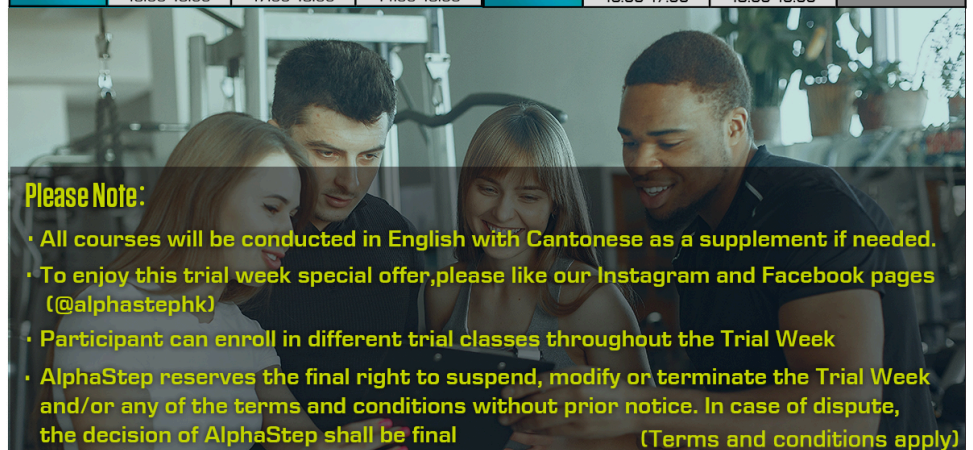 Please Note:
· All courses will be conducted in English with Cantonese as a supplement if needed.
· To enjoy this trial week special offer,please like our Instagram and Facebook pages
(@alphastephk)
· Participant can enroll in different trial classes throughout the Trial Week
· AlphaStep reserves the final right to suspend, modify or terminate the Trial Week
and/or any of the terms and conditions without prior notice. In case of dispute,
the decision of AlphaStep shall be final
(Terms and conditions apply)